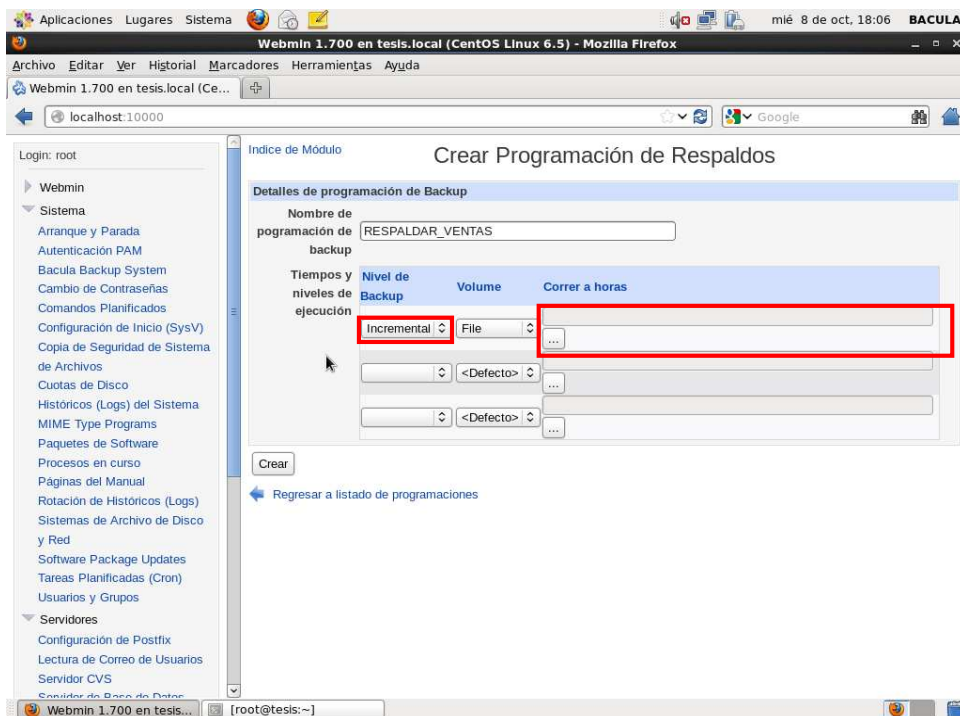 Aplicaciones Lugares Sistema mié 8 de oct, 18:06 BACULA
Webmin 1.700 en tesis.local (CentOS Linux 6.5) - Mozilla Firefox
Archivo Editar Ver Historial Marcadores Herramientas Ayuda
Webmin 1.700 en tesis.local (Ce...
localhost:10000 Google
Login: root
Webmin
Sistema
Arranque y Parada
Autenticación PAM
Bacula Backup System
Cambio de Contraseñas
Comandos Planificados
Configuración de Inicio (SysV)
Copia de Seguridad de Sistema
de Archivos
Cuotas de Disco
Históricos (Logs) del Sistema
MIME Type Programs
Paquetes de Software
Procesos en curso
Páginas del Manual
Rotación de Históricos (Logs)
Sistemas de Archivo de Disco
y Red
Software Package Updates
Tareas Planificadas (Cron)
Usuarios y Grupos
Servidores
Configuración de Postfix
Lectura de Correo de Usuarios
Servidor CVS
Servidor de Base de Datos
Indice de Módulo
Crear Programación de Respaldos
Detalles de programación de Backup
Nombre de
pogramación de
backup
RESPALDAR_VENTAS
Tiempos y
niveles de
ejecución
Nivel de
Backup
Volume
Correr a horas
Incremental File
...
<Defecto>
...
<Defecto>
...
Crear
Regresar a listado de programaciones
Webmin 1.700 en tesis... [root@tesis:~]